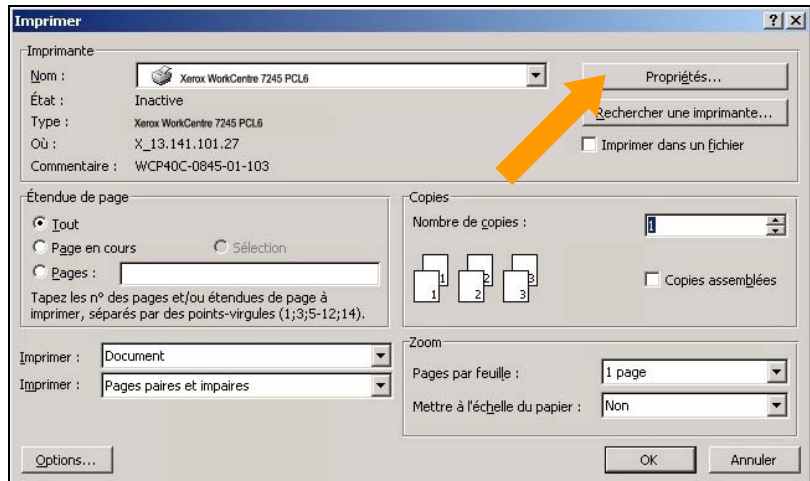 Imprimer
Imprimante
Nom : Xerox WorkCentre 7245 PCL6 Propriétés...
État : Inactive
Type : Xerox WorkCentre 7245 PCL6 Rechercher une imprimante...
Où : X_13.141.101.27 Imprimer dans un fichier
Commentaire : WCP40C-0845-01-103
Étendue de page
Tout
Page en cours Sélection
Pages :
Tapez les n° des pages et/ou étendues de page à
imprimer, séparés par des points-virgules (1;3;5-12;14).
Copies
Nombre de copies : 1
1 1 2 2 3 3 Copies assemblées
Imprimer : Document
Imprimer : Pages paires et impaires
Zoom
Pages par feuille : 1 page
Mettre à l'échelle du papier : Non
Options... OK Annuler